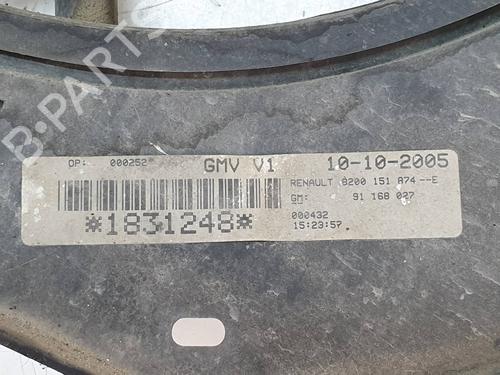 B-Parts
OP: 000252 GMV V1 10-10-2005
RENAULT 8200 151 A74--E
GM: 91 168 027
*1831248*
000432
15:23:57